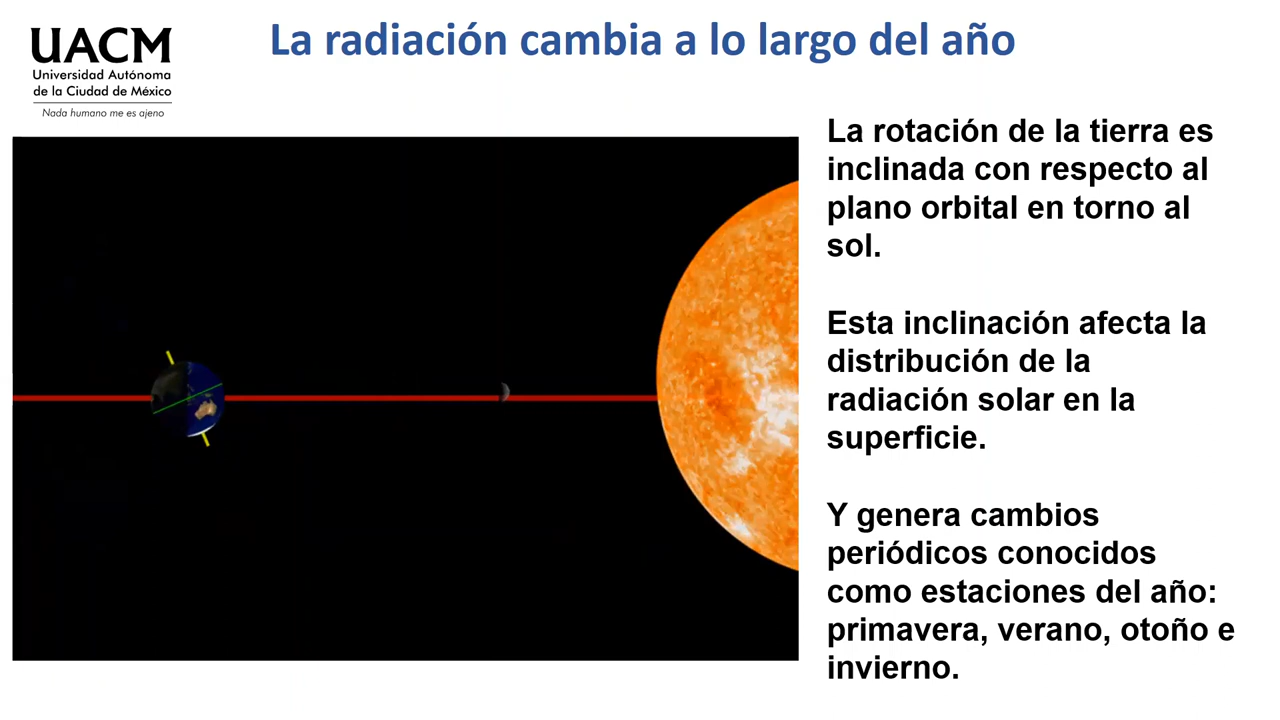 UACM
Universidad Autónoma
de la Ciudad de México
Nada humano me es ajeno
La radiación cambia a lo largo del año
La rotación de la tierra es
inclinada con respecto al
plano orbital en torno al
sol.
Esta inclinación afecta la
distribución de la
radiación solar en la
superficie.
Y genera cambios
periódicos conocidos
como estaciones del año:
primavera, verano, otoño e
invierno.